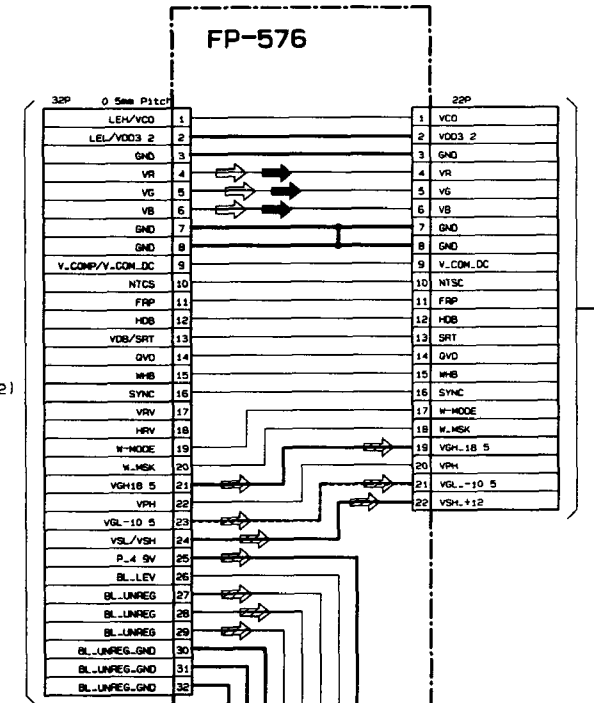 FP-576
32P 0 5mm Pitch
22P
LEH/VCO 1
LEL/VDD3 2 2
GND 3
VR 4
VG 5
VB 6
GND 7
GND 8
V_COMP/V_COM_DC 9
NTCS 10
FRP 11
HDB 12
VDB/SRT 13
QVD 14
WHB 15
SYNC 16
VRV 17
HRV 18
W-MODE 19
W_MSK 20
VGH18 5 21
VPH 22
VGL-10 5 23
VSL/VSH 24
P_4 9V 25
BL_LEV 26
BL_UNREG 27
BL_UNREG 28
BL_UNREG 29
BL_UNREG_GND 30
BL_UNREG_GND 31
BL_UNREG_GND 32
1 VCO
2 VDD3 2
3 GND
4 VR
5 VG
6 VB
7 GND
8 GND
9 V_COM_DC
10 NTSC
11 FRP
12 HDB
13 SRT
14 QVD
15 WHB
16 SYNC
17 W-MODE
18 W_MSK
19 VGH_18 5
20 VPH
21 VGL_-10 5
22 VSH_+12
2)